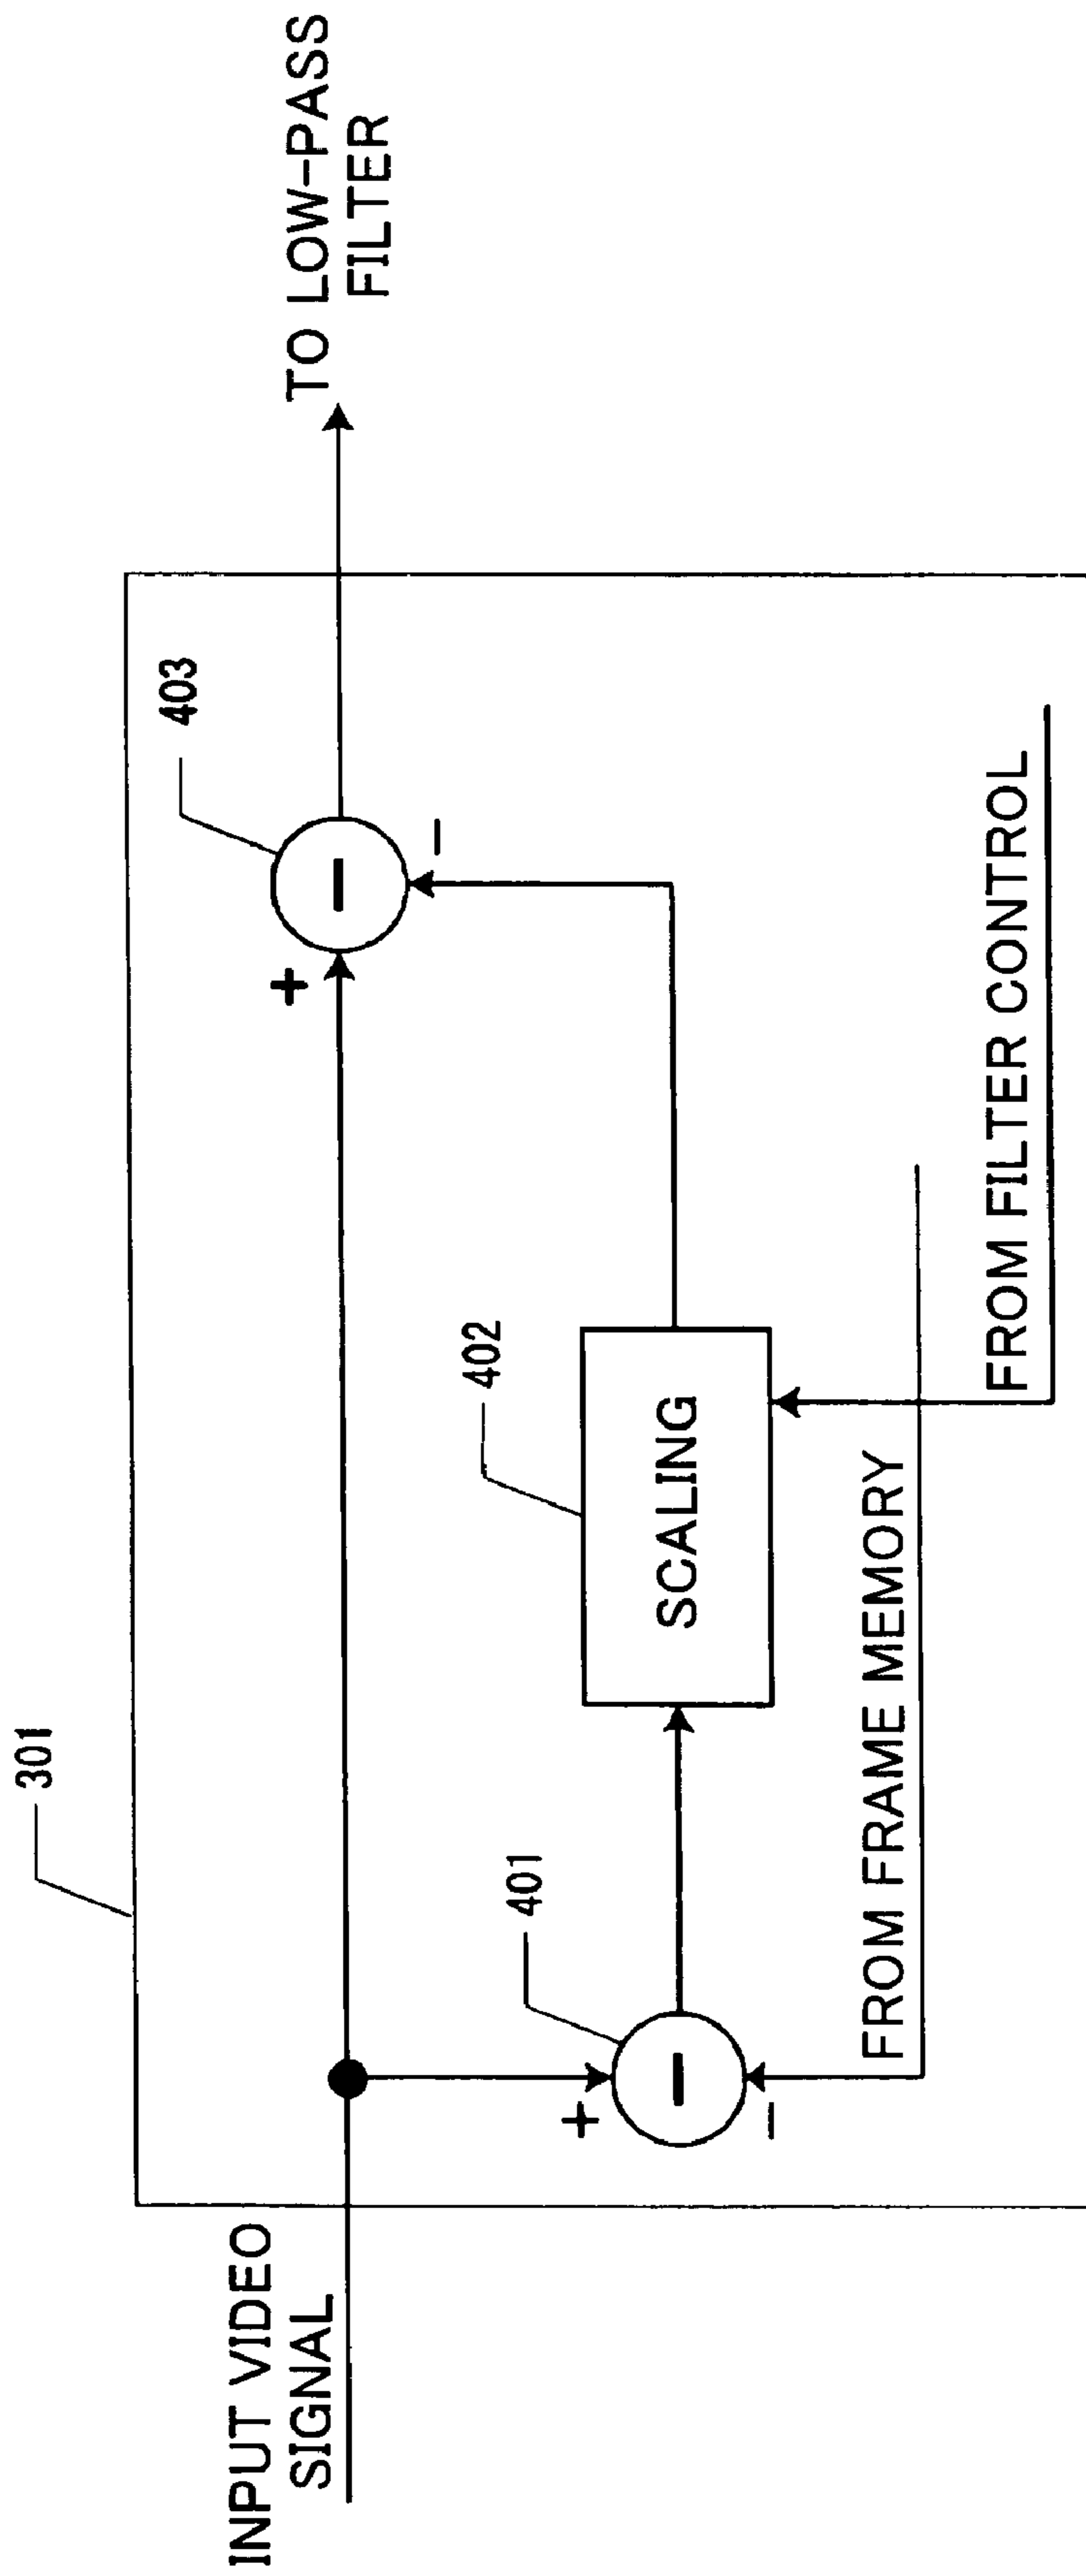 301
INPUT VIDEO
SIGNAL
+
−
401
−
SCALING
402
+
−
403
−
TO LOW-PASS
FILTER
FROM FRAME MEMORY
FROM FILTER CONTROL